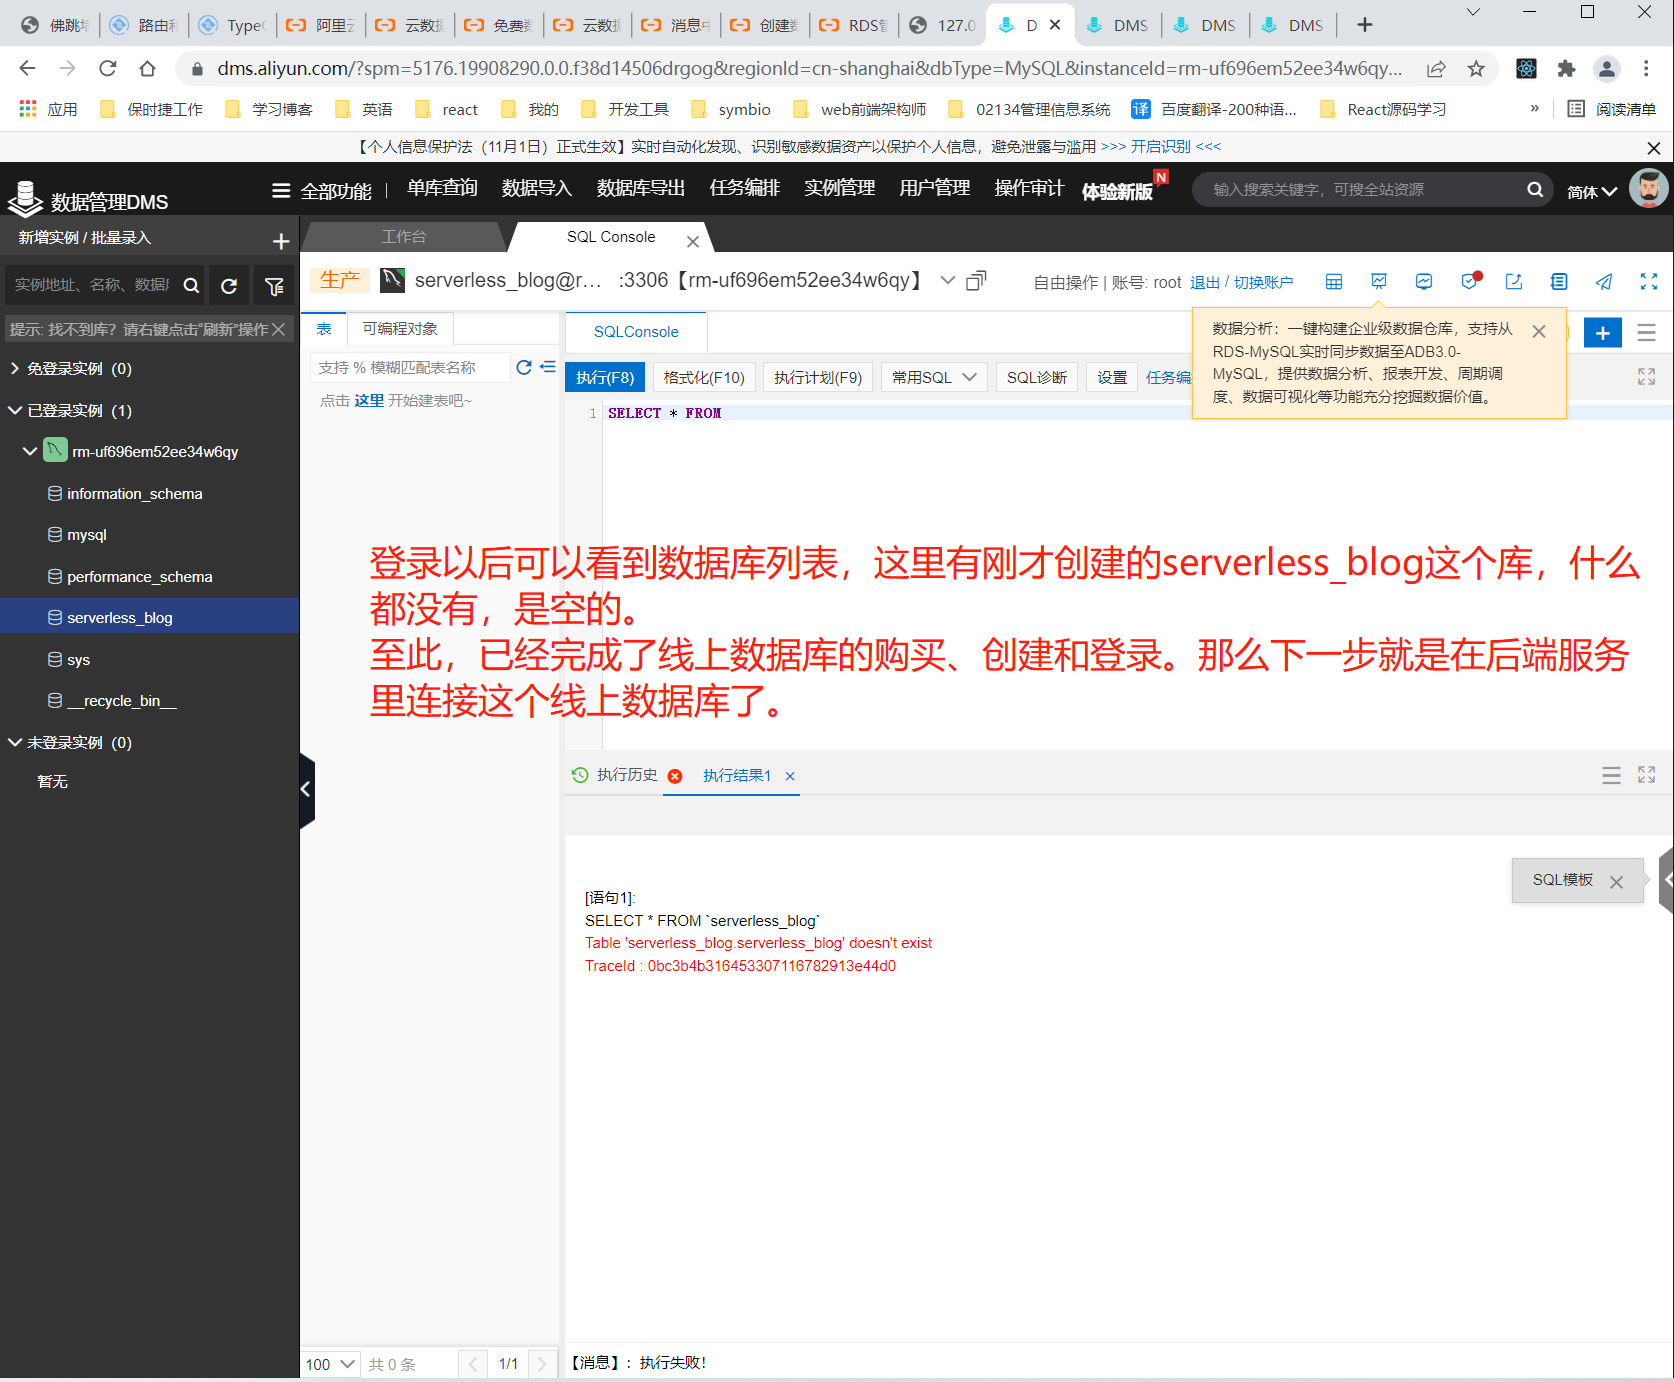 佛跳墙
路由和
TypeO
阿里云
云数据
免费数
云数据
消息中
创建数
RDS管
127.0
D
DMS
DMS
DMS
dms.aliyun.com/?spm=5176.19908290.0.0.f38d14506drgog&regionId=cn-shanghai&dbType=MySQL&instanceId=rm-uf696em52ee34w6qy...
应用
保时捷工作
学习博客
英语
react
我的
开发工具
symbio
web前端架构师
02134管理信息系统
译 百度翻译-200种语...
React源码学习
»
阅读清单
【个人信息保护法（11月1日）正式生效】实时自动化发现、识别敏感数据资产以保护个人信息，避免泄露与滥用 >>> 开启识别 <<<
数据管理DMS
全部功能
单库查询
数据导入
数据库导出
任务编排
实例管理
用户管理
操作审计
体验新版
N
输入搜索关键字，可搜全站资源
简体
新增实例 / 批量录入
工作台
SQL Console
实例地址、名称、数据库
提示: 找不到库？请右键点击“刷新”操作
免登录实例 (0)
已登录实例 (1)
rm-uf696em52ee34w6qy
information_schema
mysql
performance_schema
serverless_blog
sys
__recycle_bin__
未登录实例 (0)
暂无
生产
serverless_blog@r... :3306【rm-uf696em52ee34w6qy】
自由操作 | 账号: root 退出 / 切换账户
表
可编程对象
支持 % 模糊匹配表名称
点击 这里 开始建表吧~
SQLConsole
数据分析：一键构建企业级数据仓库，支持从
RDS-MySQL实时同步数据至ADB3.0-
MySQL，提供数据分析、报表开发、周期调
度、数据可视化等功能充分挖掘数据价值。
执行(F8)
格式化(F10)
执行计划(F9)
常用SQL
SQL诊断
设置
任务编
1 SELECT * FROM
登录以后可以看到数据库列表，这里有刚才创建的serverless_blog这个库，什么
都没有，是空的。
至此，已经完成了线上数据库的购买、创建和登录。那么下一步就是在后端服务
里连接这个线上数据库了。
执行历史
执行结果1
SQL模板
[语句1]:
SELECT * FROM `serverless_blog`
Table 'serverless_blog.serverless_blog' doesn't exist
TraceId : 0bc3b4b316453307116782913e44d0
100
共 0 条
1/1
【消息】：执行失败！